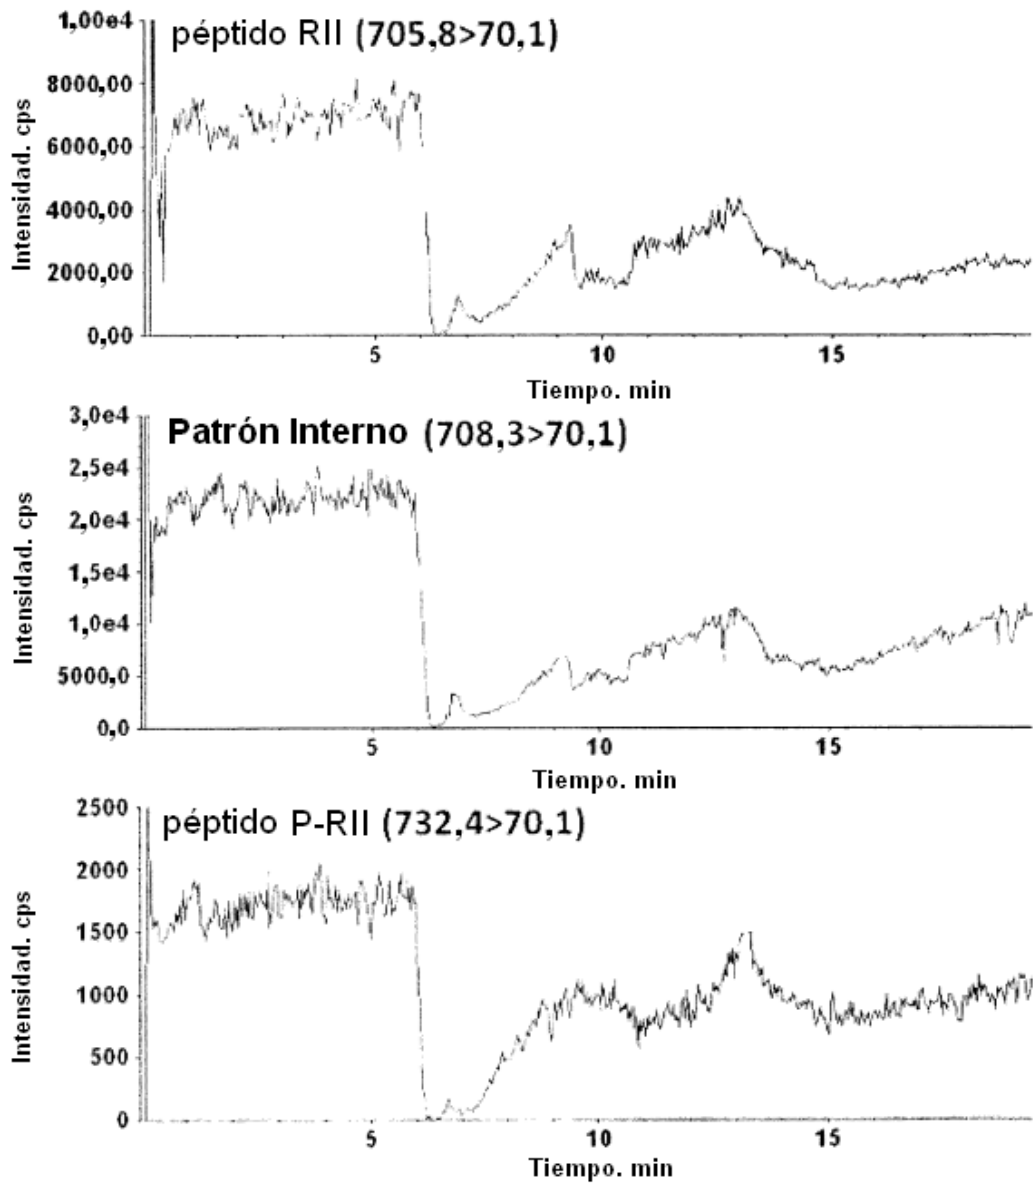 péptido RII (705,8>70,1)
1,00e4
8000,00
6000,00
4000,00
2000,00
0,00
Intensidad. cps
5 10 15
Tiempo. min
Patrón Interno (708,3>70,1)
3,0e4
2,5e4
2,0e4
1,5e4
1,0e4
5000,0
0,0
Intensidad. cps
5 10 15
Tiempo. min
péptido P-RII (732,4>70,1)
2500
2000
1500
1000
500
0
Intensidad. cps
5 10 15
Tiempo. min